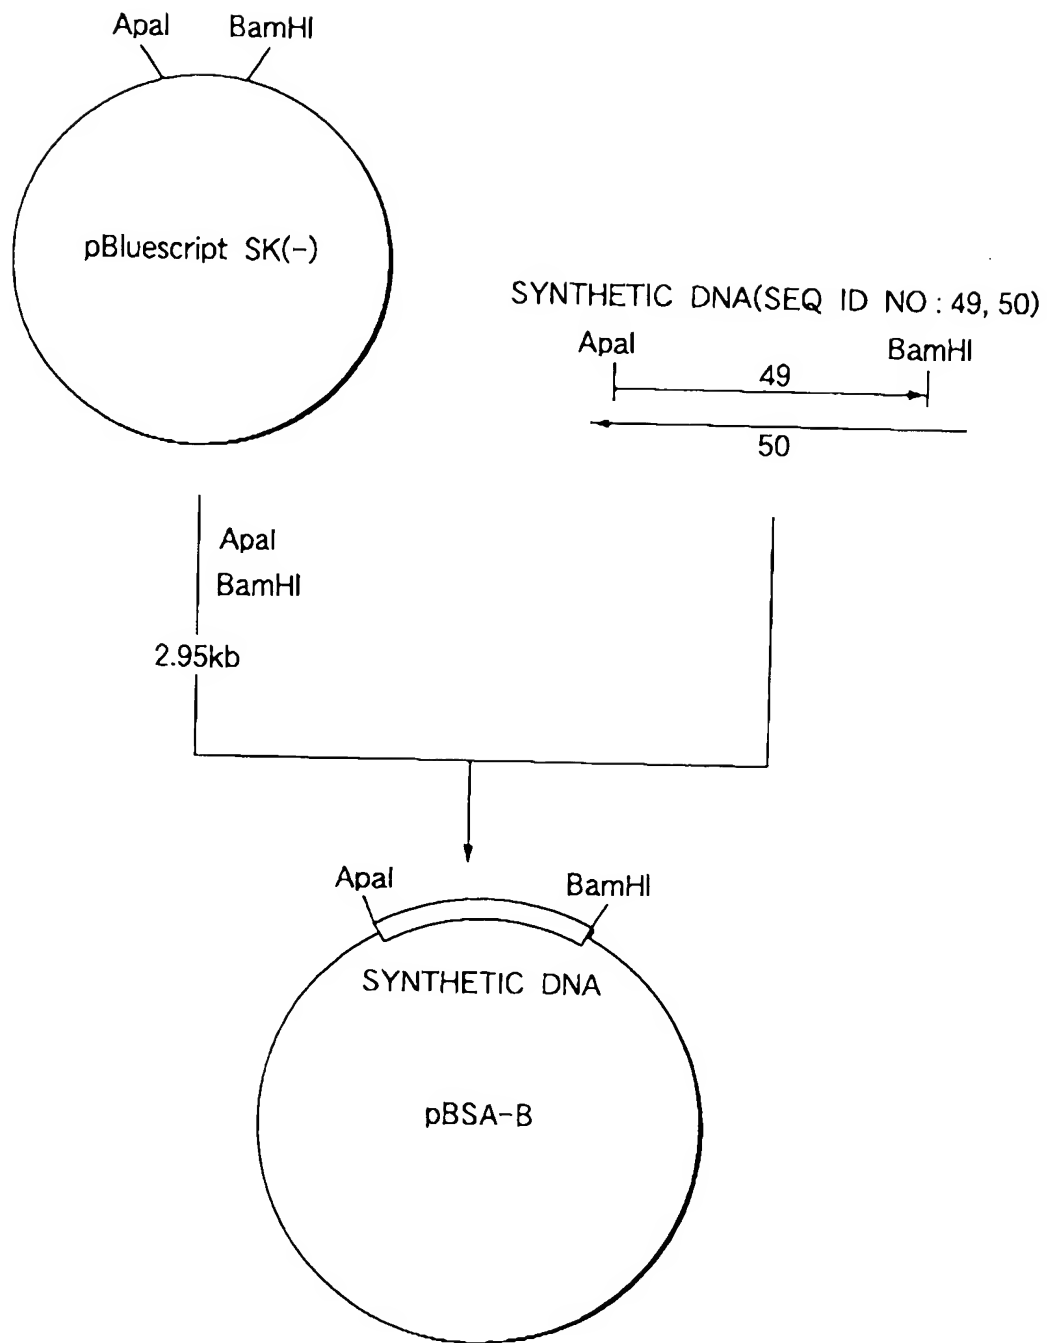 ApaI BamHI
pBluescript SK(-)
SYNTHETIC DNA(SEQ ID NO : 49, 50)
ApaI BamHI
49
50
ApaI
BamHI
2.95kb
ApaI BamHI
SYNTHETIC DNA
pBSA-B